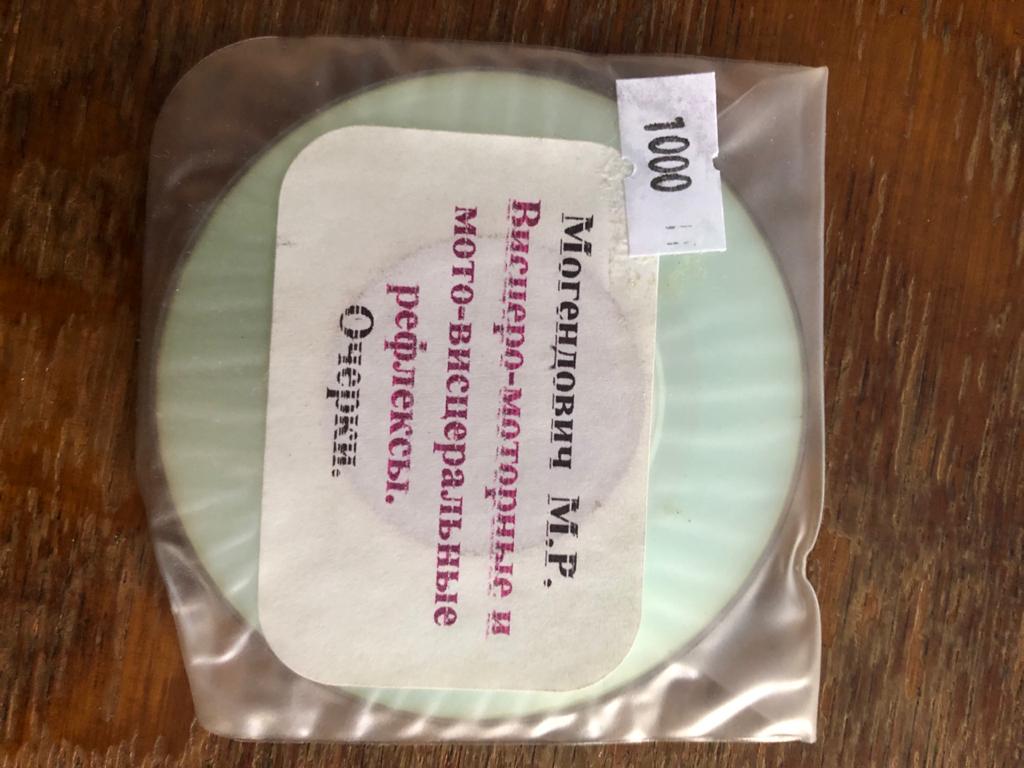 1000
Могендович М.Р.
Висцеро-моторные и
мото-висцеральные
рефлексы.
Очерки.